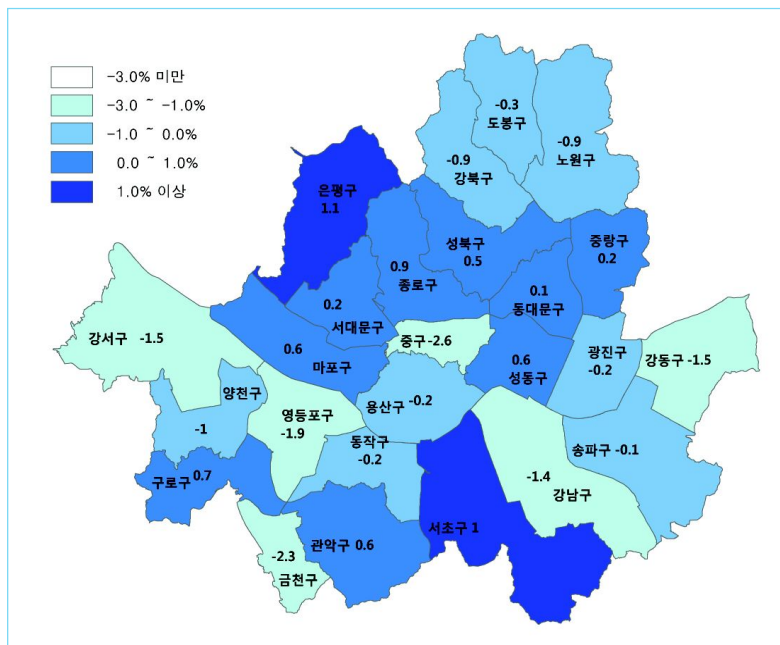 -3.0% 미만
-3.0 ~ -1.0%
-1.0 ~ 0.0%
0.0 ~ 1.0%
1.0% 이상
-0.3
도봉구
-0.9
노원구
-0.9
강북구
은평구
1.1
성북구
0.5
중랑구
0.2
0.9
종로구
0.2
서대문구
0.1
동대문구
강서구 -1.5
0.6
마포구
중구 -2.6
0.6
성동구
광진구
-0.2
강동구 -1.5
양천구
-1
영등포구
-1.9
용산구 -0.2
동작구
-0.2
송파구 -0.1
구로구 0.7
-1.4
강남구
서초구 1
관악구 0.6
-2.3
금천구